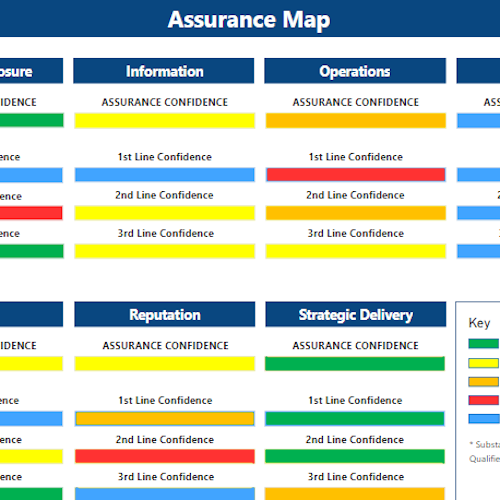 Assurance Map
osure Information Operations
IDENCE ASSURANCE CONFIDENCE ASSURANCE CONFIDENCE ASS
ence 1st Line Confidence 1st Line Confidence
ence 2nd Line Confidence 2nd Line Confidence 2
ence 3rd Line Confidence 3rd Line Confidence
Reputation Strategic Delivery
IDENCE ASSURANCE CONFIDENCE ASSURANCE CONFIDENCE
Key
ence 1st Line Confidence 1st Line Confidence
ence 2nd Line Confidence 2nd Line Confidence
* Substa
Qualifie
ence 3rd Line Confidence 3rd Line Confidence